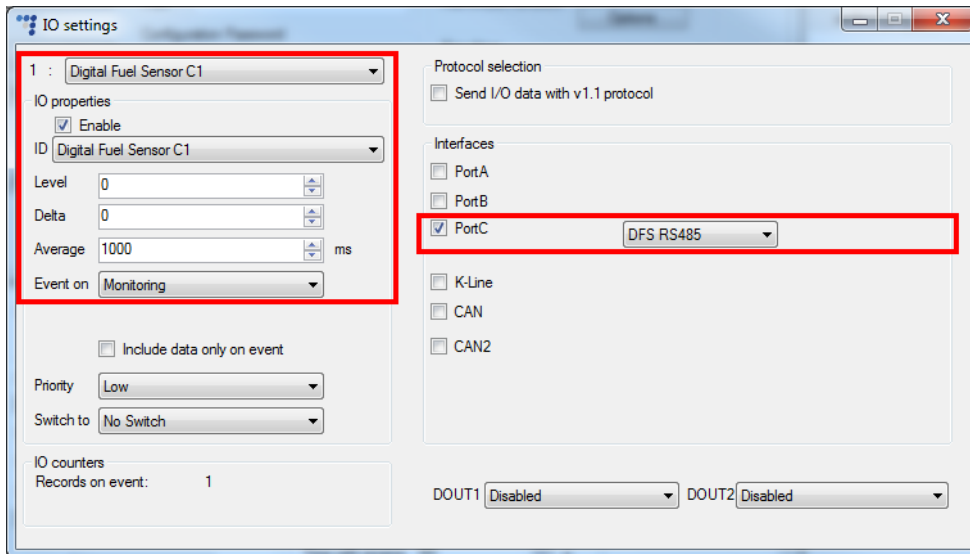 IO settings
Configuration Password
1 : Digital Fuel Sensor C1
IO properties
Enable
ID Digital Fuel Sensor C1
Level 0
Delta 0
Average 1000 ms
Event on Monitoring
Include data only on event
Priority Low
Switch to No Switch
IO counters
Records on event: 1
Protocol selection
Send I/O data with v1.1 protocol
Interfaces
PortA
PortB
PortC DFS RS485
K-Line
CAN
CAN2
DOUT1 Disabled DOUT2 Disabled